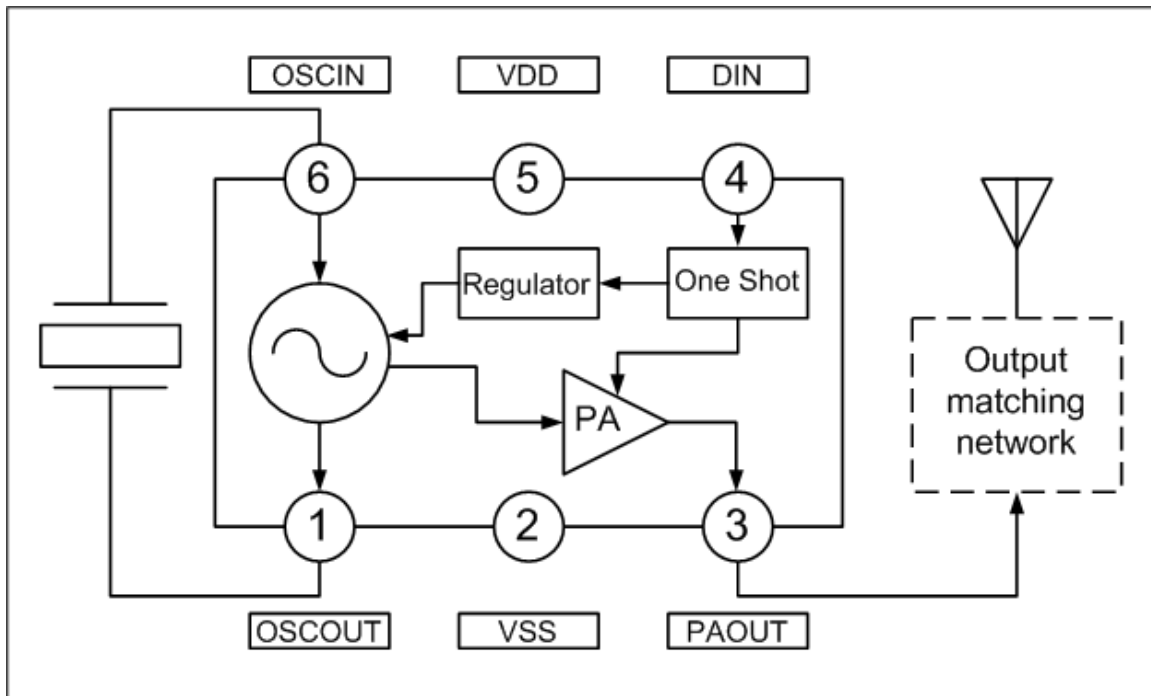 OSCIN
VDD
DIN
6
5
4
Regulator
One Shot
PA
Output
matching
network
1
2
3
OSCOUT
VSS
PAOUT